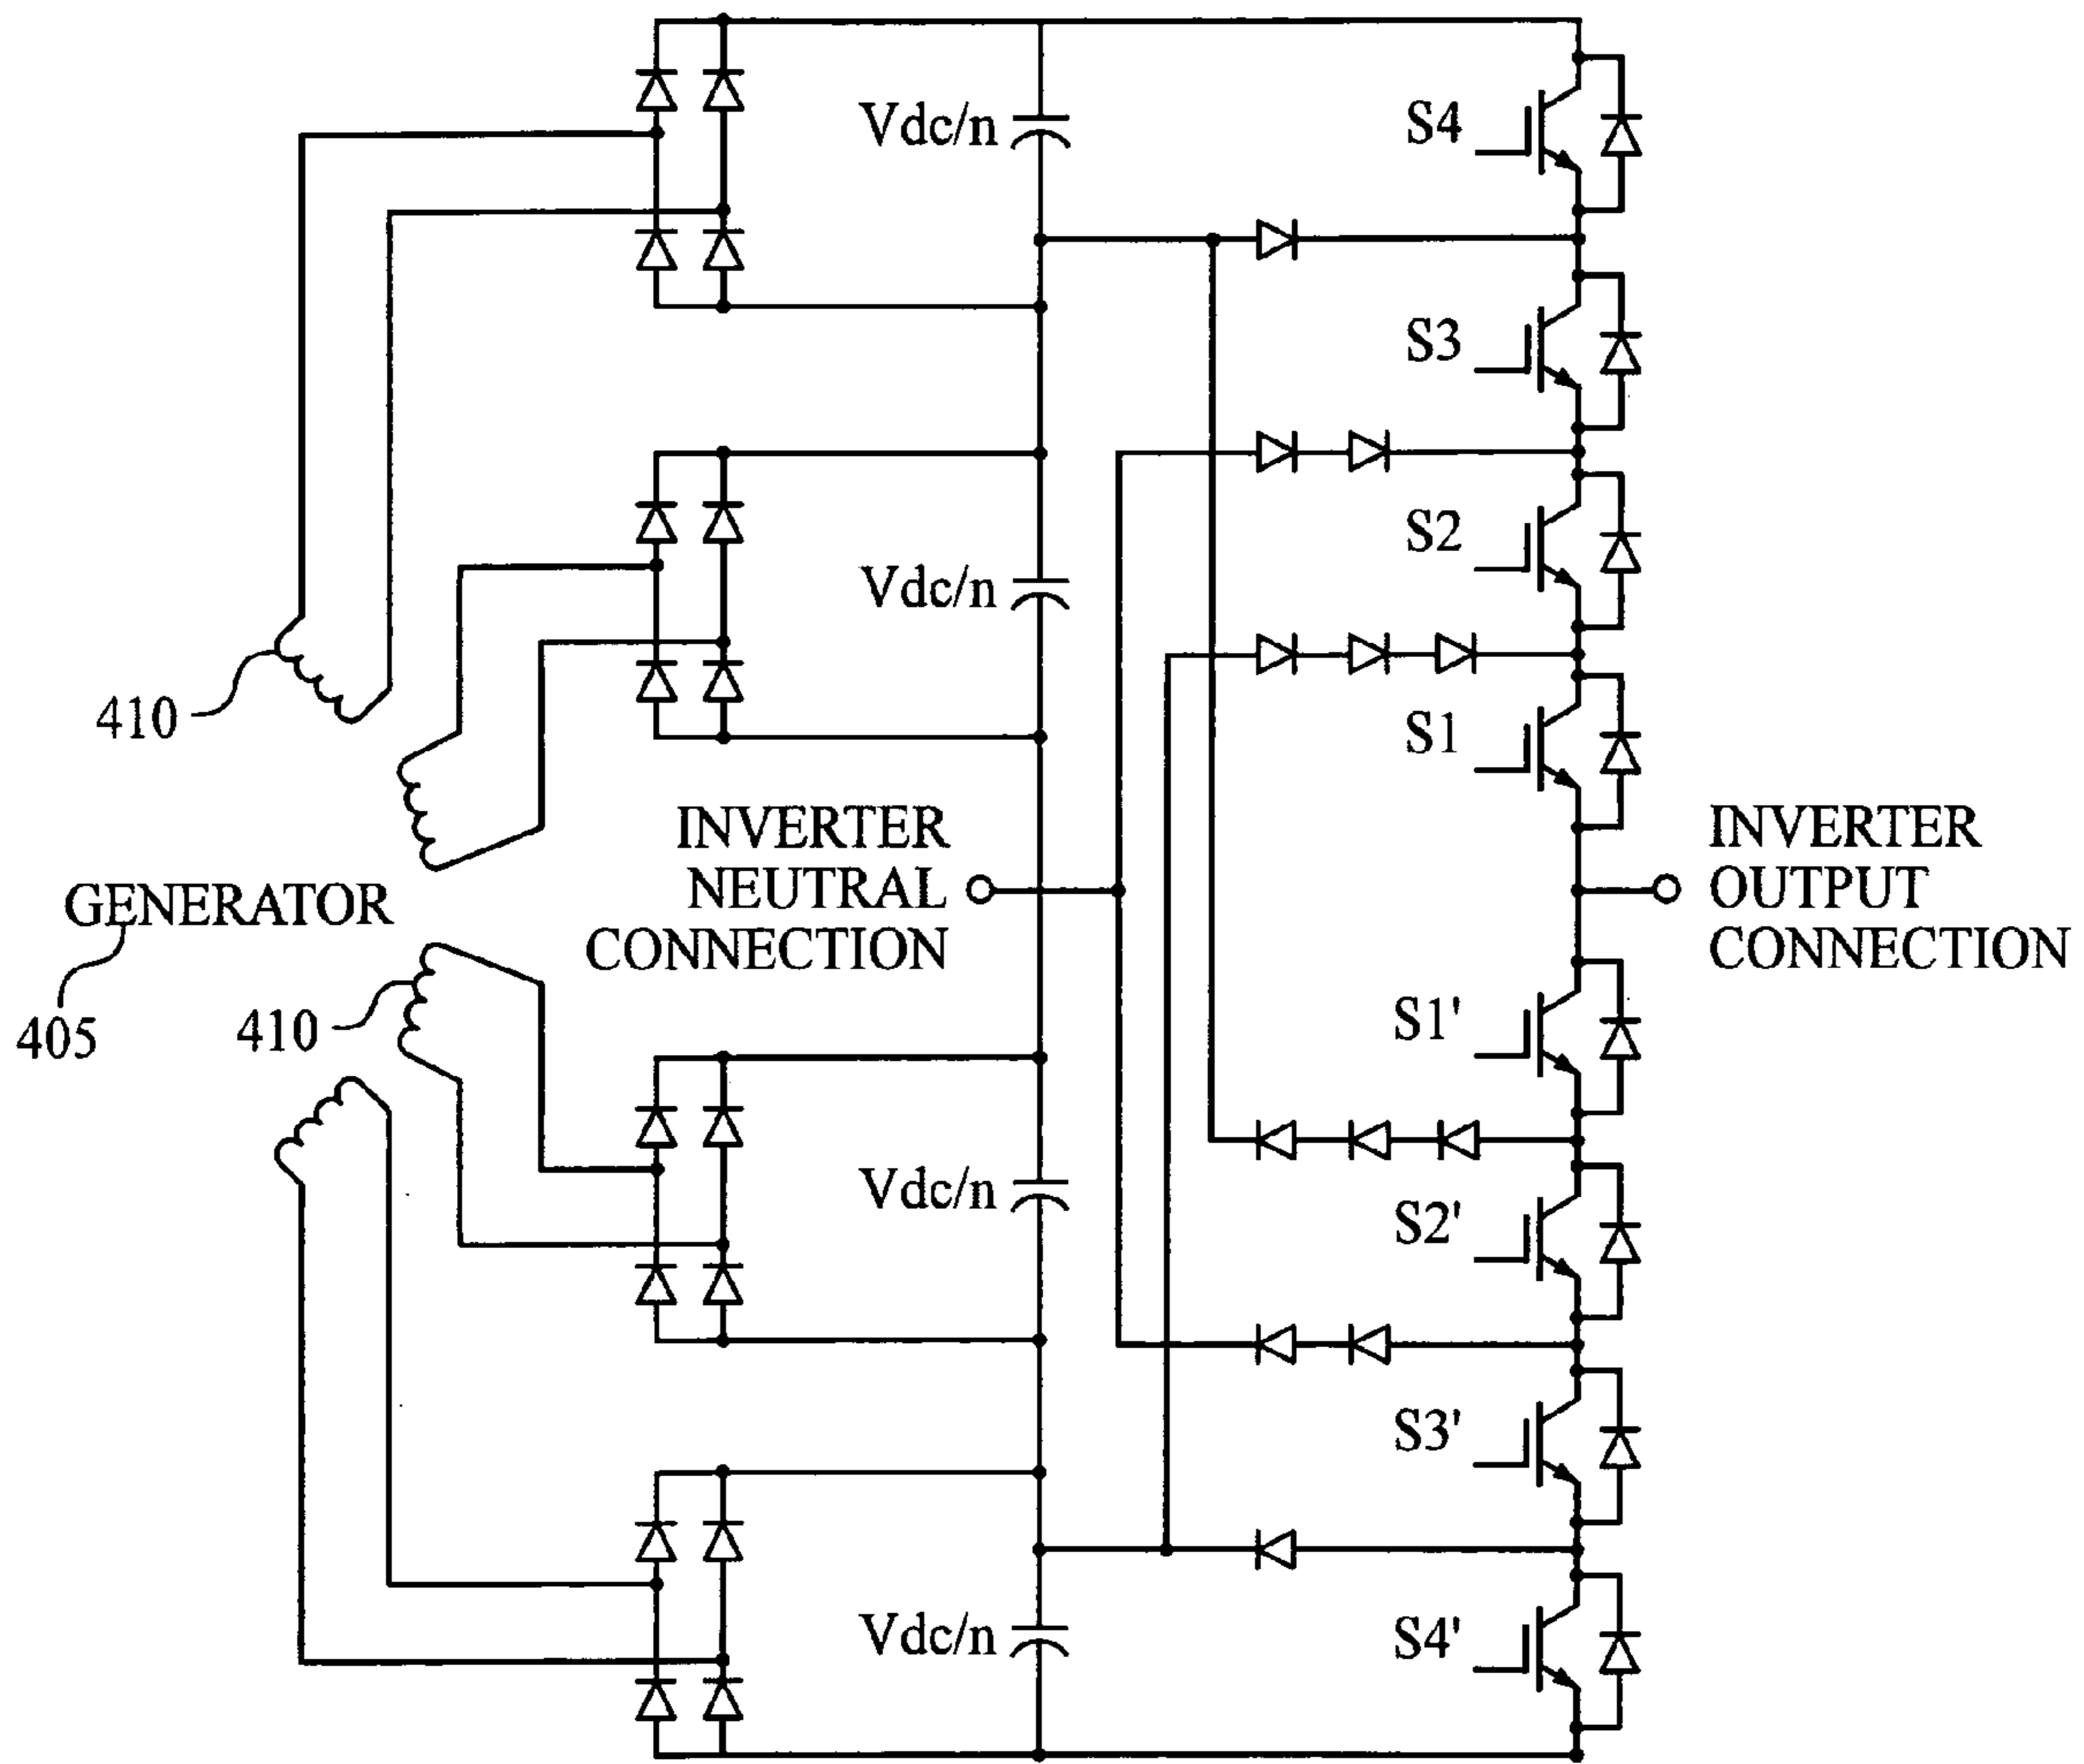 Vdc/n
S4
S3
Vdc/n
S2
410
S1
INVERTER
NEUTRAL
CONNECTION
INVERTER
OUTPUT
CONNECTION
GENERATOR
405
410
S1'
Vdc/n
S2'
S3'
Vdc/n
S4'